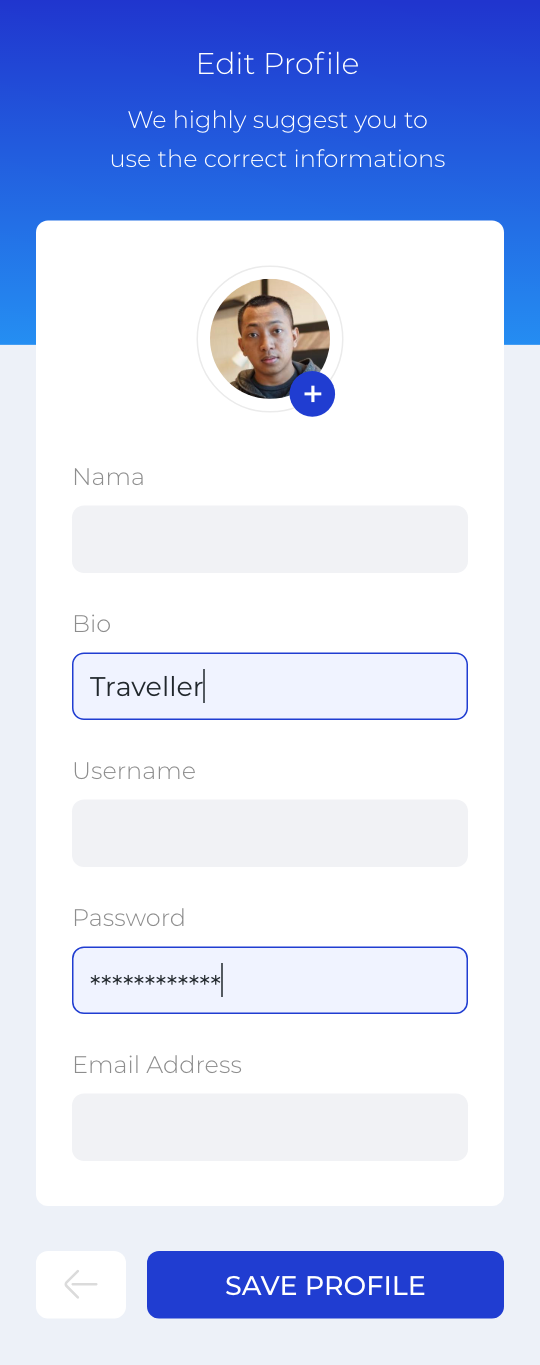 Edit Profile
We highly suggest you to
use the correct informations
Nama
Bio
Traveller
Username
Password
************
Email Address
SAVE PROFILE